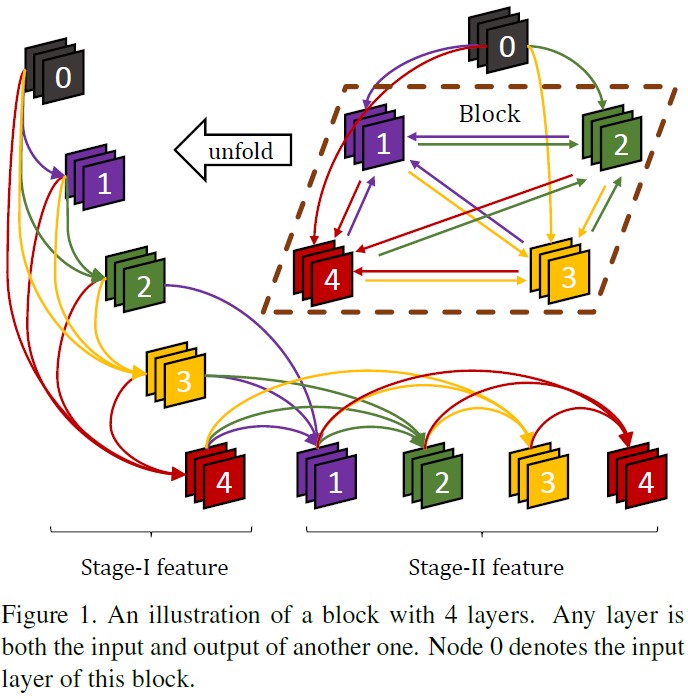 0
0
1
Block
2
unfold
1
2
4
3
3
4
1
2
3
4
Stage-I feature
Stage-II feature
Figure 1. An illustration of a block with 4 layers. Any layer is
both the input and output of another one. Node 0 denotes the input
layer of this block.